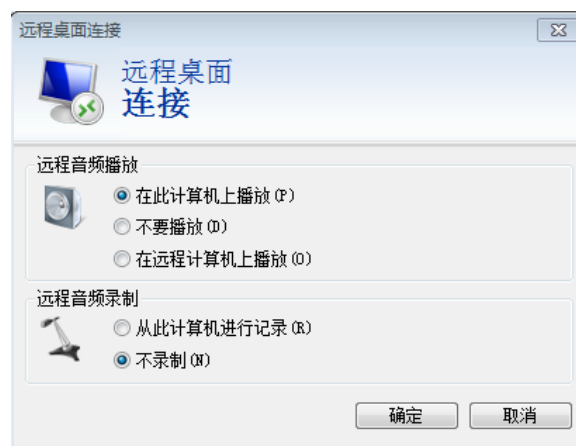 远程桌面连接
远程桌面
连接
远程音频播放
在此计算机上播放(P)
不要播放(D)
在远程计算机上播放(O)
远程音频录制
从此计算机进行记录(R)
不录制(N)
确定 取消